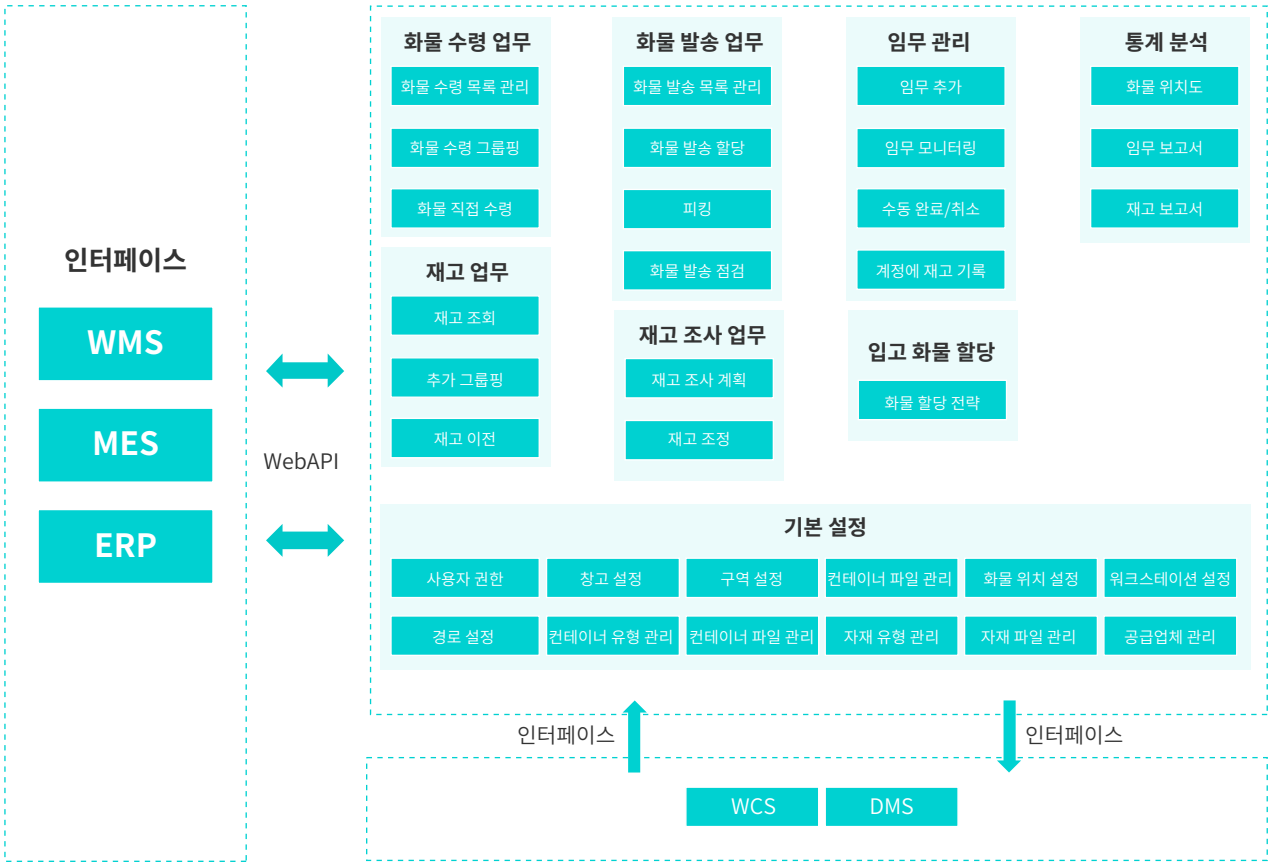 인터페이스
WMS
MES
ERP
WebAPI
화물 수령 업무
화물 수령 목록 관리
화물 수령 그룹핑
화물 직접 수령
재고 업무
재고 조회
추가 그룹핑
재고 이전
화물 발송 업무
화물 발송 목록 관리
화물 발송 할당
피킹
화물 발송 점검
재고 조사 업무
재고 조사 계획
재고 조정
임무 관리
임무 추가
임무 모니터링
수동 완료/취소
계정에 재고 기록
입고 화물 할당
화물 할당 전략
통계 분석
화물 위치도
임무 보고서
재고 보고서
기본 설정
사용자 권한
창고 설정
구역 설정
컨테이너 파일 관리
화물 위치 설정
워크스테이션 설정
경로 설정
컨테이너 유형 관리
컨테이너 파일 관리
자재 유형 관리
자재 파일 관리
공급업체 관리
인터페이스
인터페이스
WCS
DMS